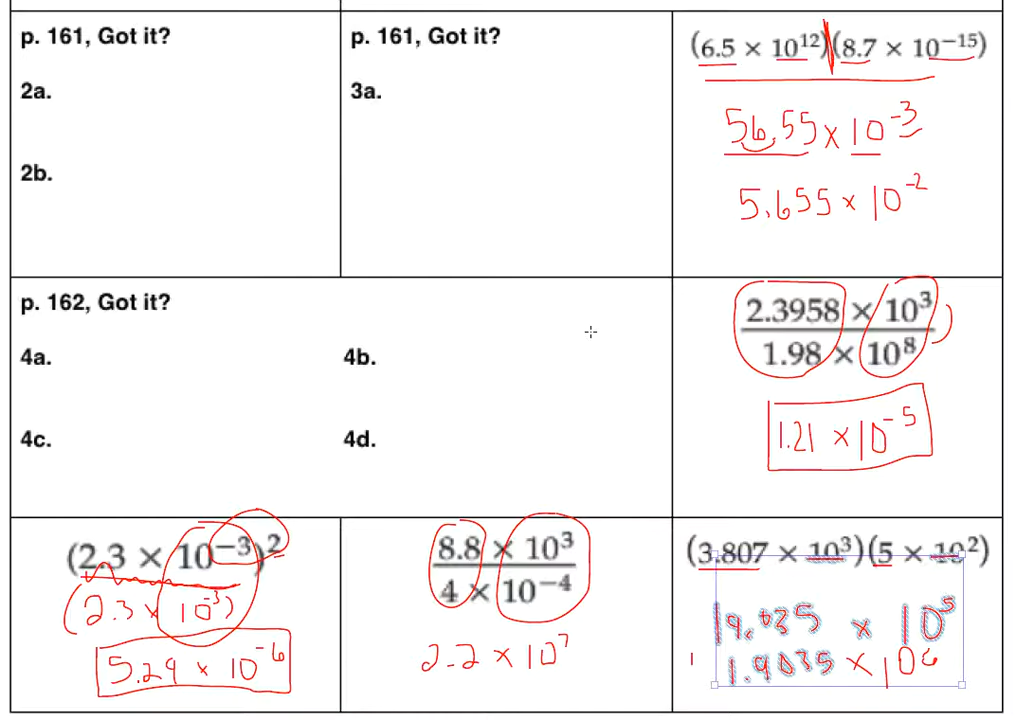 p. 161, Got it?
2a.
2b.
p. 161, Got it?
3a.
(6.5 × 10¹²)(8.7 × 10⁻¹⁵)
56.55 x 10⁻³
5.655 x 10⁻²
p. 162, Got it?
4a.
4b.
4c.
4d.
2.3958 × 10³
1.98 × 10⁸
1.21 x 10⁻⁵
(2.3 × 10⁻³)²
(2.3 x 10⁻³)
5.29 x 10⁻⁶
8.8 × 10³
4 × 10⁻⁴
2.2 x 10⁷
(3.807 × 10³)(5 × 10²)
19.035 x 10⁵
1.9035 x 10⁶